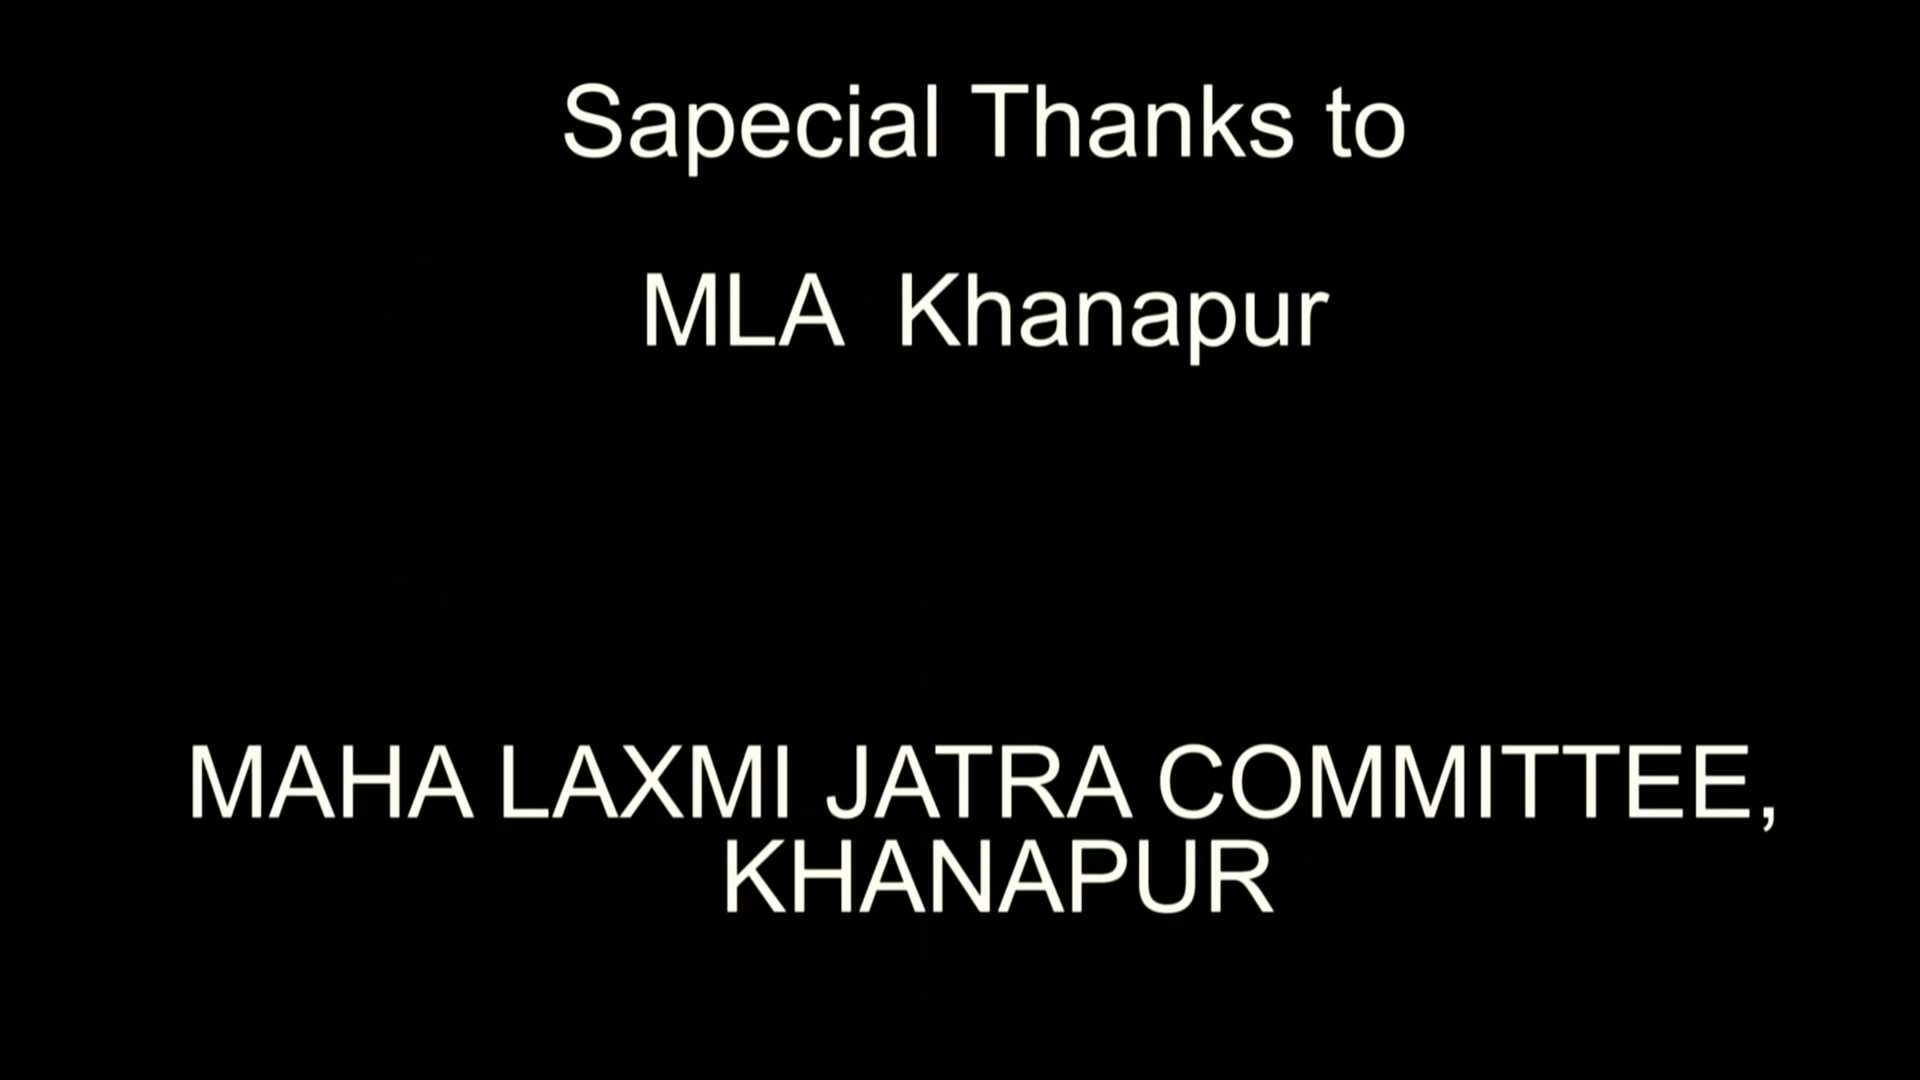 Sapecial Thanks to
MLA  Khanapur
MAHA LAXMI JATRA COMMITTEE,
KHANAPUR